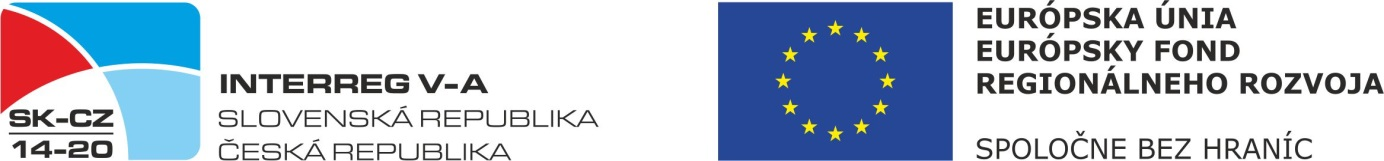 SK-CZ
14-20
INTERREG V-A
SLOVENSKÁ REPUBLIKA
ČESKÁ REPUBLIKA
EURÓPSKA ÚNIA
EURÓPSKY FOND
REGIONÁLNEHO ROZVOJA
SPOLOČNE BEZ HRANÍC